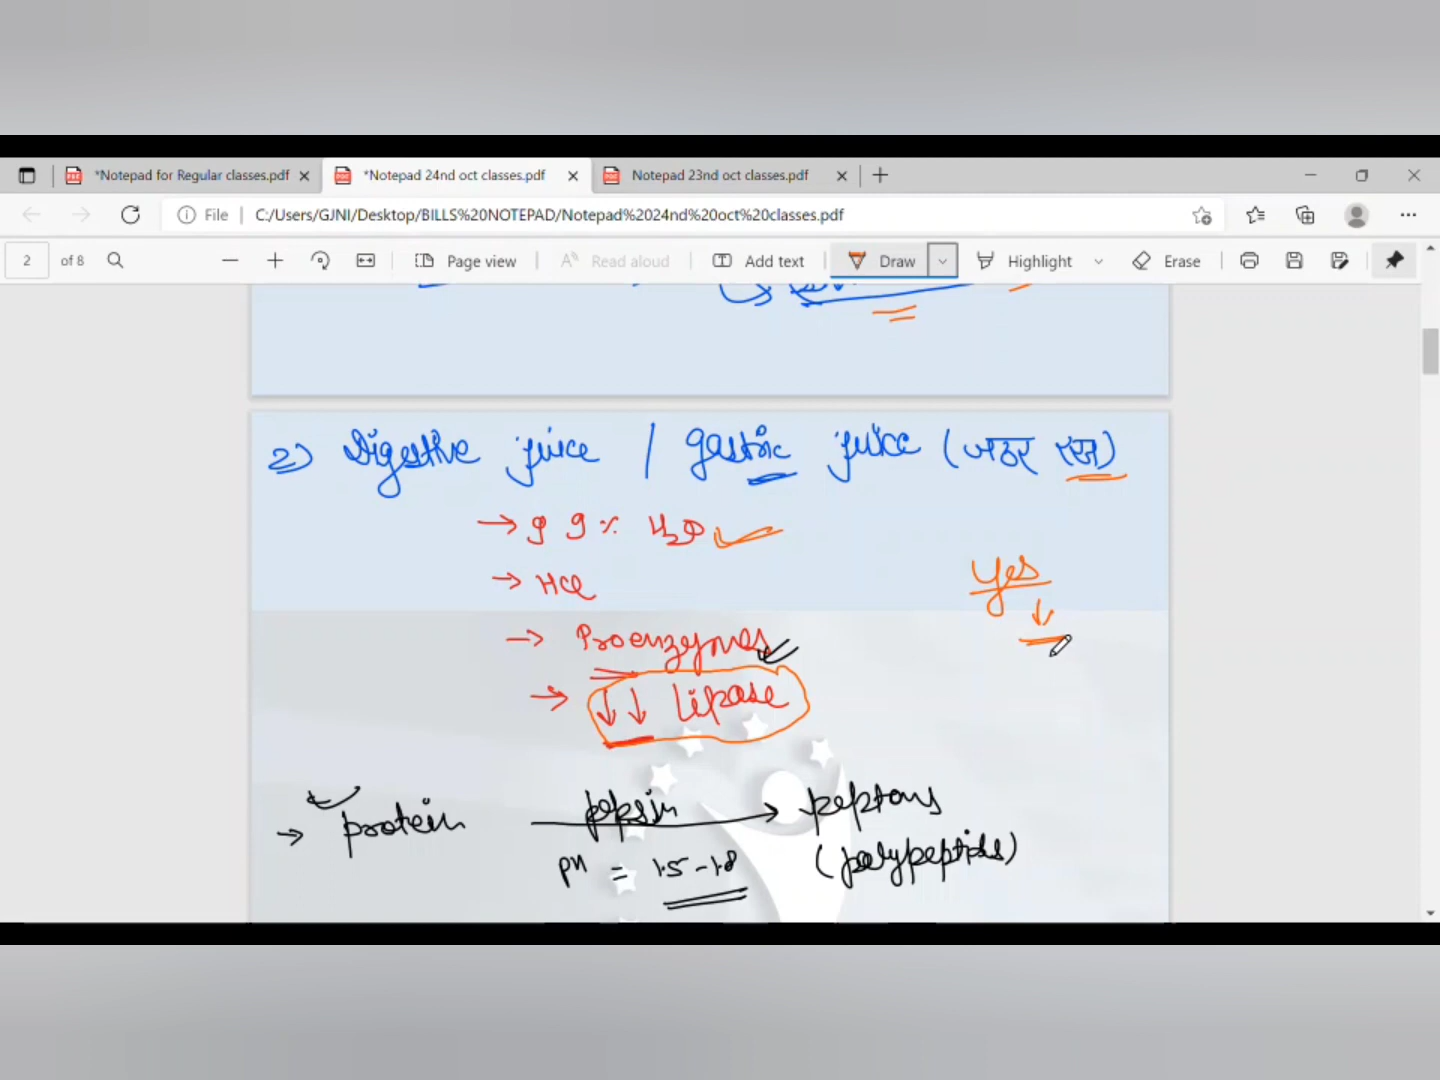 *Notepad for Regular classes.pdf *Notepad 24nd oct classes.pdf Notepad 23nd oct classes.pdf
File C:/Users/GJNI/Desktop/BILLS%20NOTEPAD/Notepad%2024nd%20oct%20classes.pdf
2 of 8 Page view Read aloud Add text Draw Highlight Erase
2) Digestive juice / gastric juice (जठर रस)
→ 99% H₂O
→ HCl
Yes ↓
→ Proenzymes
→ ↓↓ Lipase
→ protein pepsin → peptons
PH = 1.5-1.8 (polypeptids)